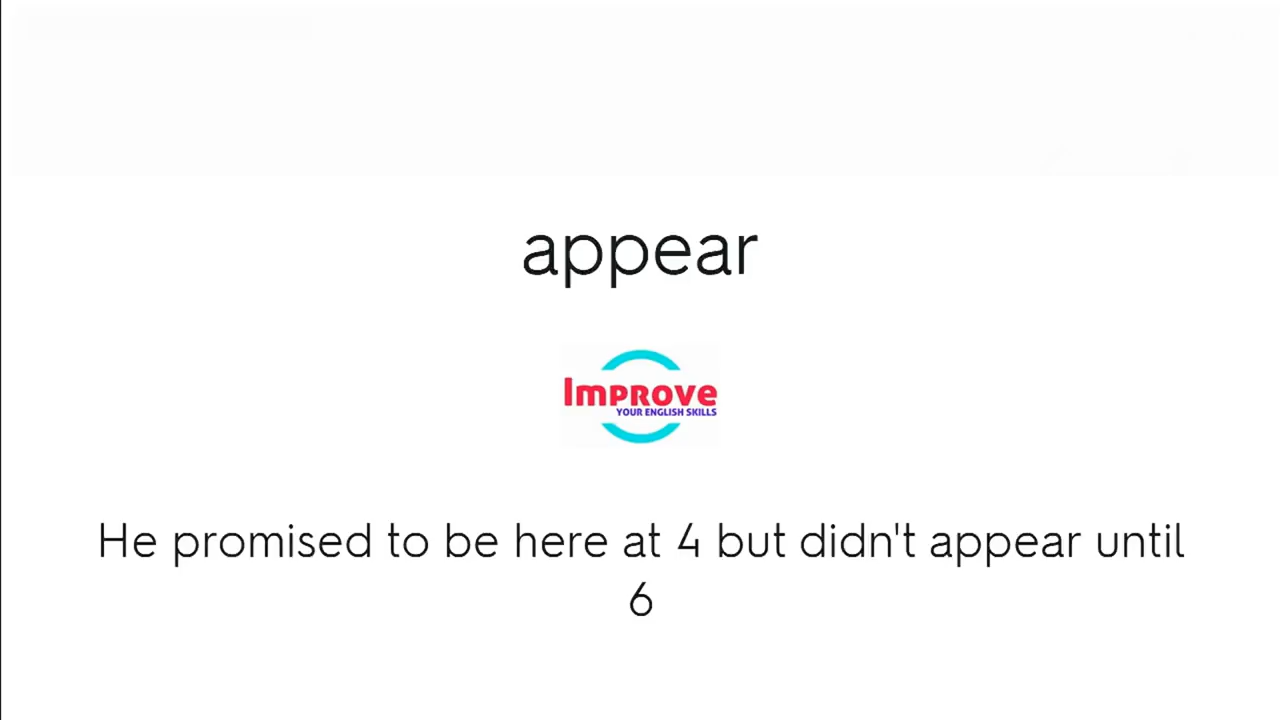 appear
Improve
YOUR ENGLISH SKILLS
He promised to be here at 4 but didn't appear until
6